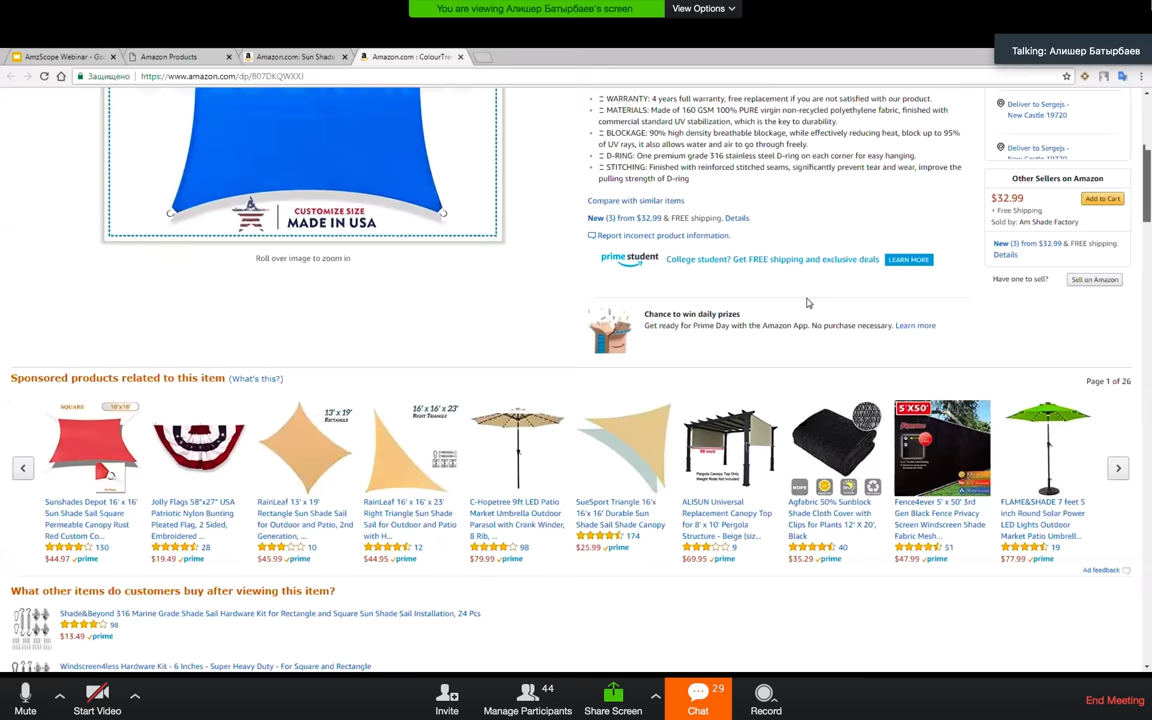 You are viewing Алишер Батырбаев's screen
View Options
Talking: Алишер Батырбаев
AmzScope Webinar - Go
Amazon Products
Amazon.com: Sun Shade
Amazon.com : ColourTre
Защищено
https://www.amazon.com/dp/B07DKQWXXJ
WARRANTY: 4 years full warranty, free replacement if you are not satisfied with our product.
MATERIALS: Made of 160 GSM 100% PURE virgin non-recycled polyethylene fabric, finished with
commercial standard UV stabilization, which is the key to durability.
BLOCKAGE: 90% high density breathable blockage, while effectively reducing heat, block up to 95%
of UV rays, it also allows water and air to go through freely.
D-RING: One premium grade 316 stainless steel D-ring on each corner for easy hanging.
STITCHING: Finished with reinforced stitched seams, significantly prevent tear and wear, improve the
pulling strength of D-ring
Compare with similar items
New (3) from $32.99 & FREE shipping. Details
Report incorrect product information.
prime student
College student? Get FREE shipping and exclusive deals
LEARN MORE
CUSTOMIZE SIZE
MADE IN USA
Roll over image to zoom in
Chance to win daily prizes
Get ready for Prime Day with the Amazon App. No purchase necessary. Learn more
Deliver to Sergejs -
New Castle 19720
Deliver to Sergejs -
New Castle 19720
Other Sellers on Amazon
$32.99
Add to Cart
+ Free Shipping
Sold by: Am Shade Factory
New (3) from $32.99 & FREE shipping.
Details
Have one to sell?
Sell on Amazon
Sponsored products related to this item (What's this?)
Page 1 of 26
SQUARE
16'x16'
Sunshades Depot 16' x 16'
Sun Shade Sail Square
Permeable Canopy Rust
Red Custom Co...
130
$44.97 prime
Jolly Flags 58"x27" USA
Patriotic Nylon Bunting
Pleated Flag, 2 Sided,
Embroidered ...
28
$19.49 prime
13' x 19'
RECTANGLE
RainLeaf 13' x 19'
Rectangle Sun Shade Sail
for Outdoor and Patio, 2nd
Generation,...
10
$45.99 prime
16' x 16' x 23'
RIGHT TRIANGLE
RainLeaf 16' x 16' x 23'
Right Triangle Sun Shade
Sail for Outdoor and Patio
with H...
12
$44.95 prime
C-Hopetree 9ft LED Patio
Market Umbrella Outdoor
Parasol with Crank Winder,
8 Rib, ...
98
$79.99 prime
SueSport Triangle 16'x
16'x 16' Durable Sun
Shade Sail Shade Canopy
174
$25.99 prime
Pergola Canopy Top Only
ALISUN Universal
Replacement Canopy Top
for 8' x 10' Pergola
Structure - Beige (siz...
9
$69.95 prime
HDPE
Agfabric 50% Sunblock
Shade Cloth Cover with
Clips for Plants 12' X 20',
Black
40
$35.29 prime
5'X50'
Fence4ever 5' x 50' 3rd
Gen Black Fence Privacy
Screen Windscreen Shade
Fabric Mesh...
51
$47.99 prime
FLAME&SHADE 7 feet 5
inch Round Solar Power
LED Lights Outdoor
Market Patio Umbrell...
19
$77.99 prime
Ad feedback
What other items do customers buy after viewing this item?
Shade&Beyond 316 Marine Grade Shade Sail Hardware Kit for Rectangle and Square Sun Shade Sail Installation, 24 Pcs
98
$13.49 prime
Windscreen4less Hardware Kit - 6 Inches - Super Heavy Duty - For Square and Rectangle
Mute
Start Video
Invite
44
Manage Participants
Share Screen
29
Chat
Record
End Meeting